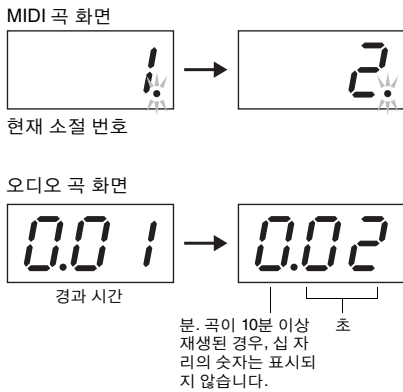 MIDI 곡 화면
1. 2.
현재 소절 번호
오디오 곡 화면
0.01 0.02
경과 시간
분. 곡이 10분 이상 초
재생된 경우, 십 자
리의 숫자는 표시되
지 않습니다.